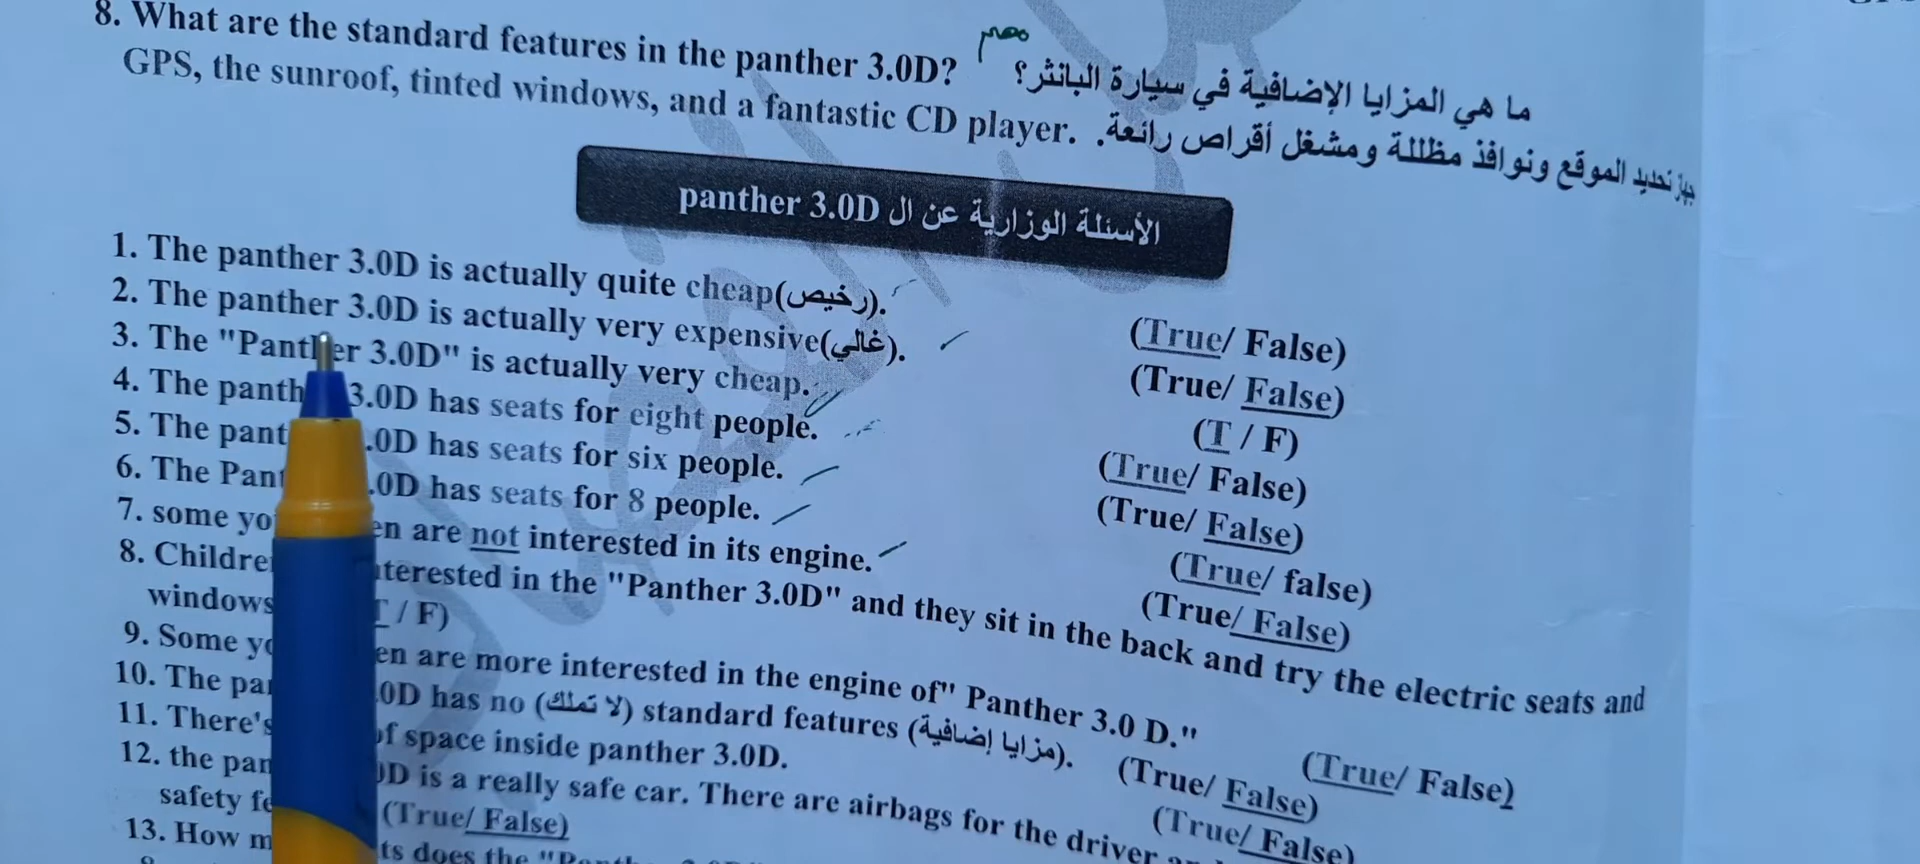 8. What are the standard features in the panther 3.0D? ما هي المزايا الإضافية في سيارة البانثر؟ مهم
GPS, the sunroof, tinted windows, and a fantastic CD player. جهاز تحديد الموقع ونوافذ مظللة ومشغل أقراص رائعة.
الأسئلة الوزارية عن ال panther 3.0D
1. The panther 3.0D is actually quite cheap(رخيص). (True/ False)
2. The panther 3.0D is actually very expensive(غالي). (True/ False)
3. The "Panther 3.0D" is actually very cheap. (T / F)
4. The panth 3.0D has seats for eight people. (True/ False)
5. The pant .0D has seats for six people. (True/ False)
6. The Pan .0D has seats for 8 people. (True/ false)
7. some yo en are not interested in its engine. (True/ False)
8. Childre nterested in the "Panther 3.0D" and they sit in the back and try the electric seats and
windows / F)
9. Some yo en are more interested in the engine of" Panther 3.0 D." (True/ False)
10. The pa 0D has no (لا تملك) standard features (مزايا إضافية). (True/ False)
11. There's of space inside panther 3.0D. (True/ False)
12. the pan D is a really safe car. There are airbags for the driver
safety fe (True/ False)
13. How m ts does the